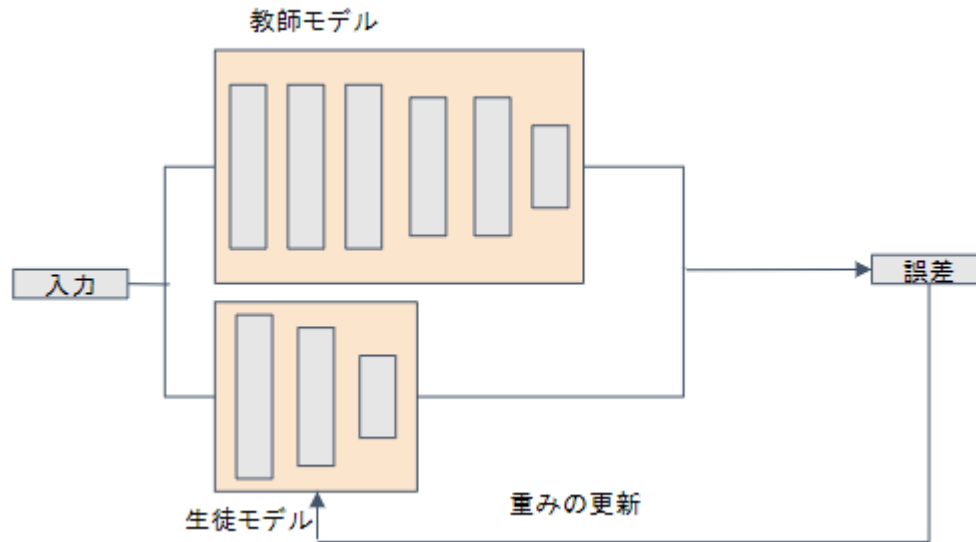 教師モデル
入力
誤差
生徒モデル
重みの更新